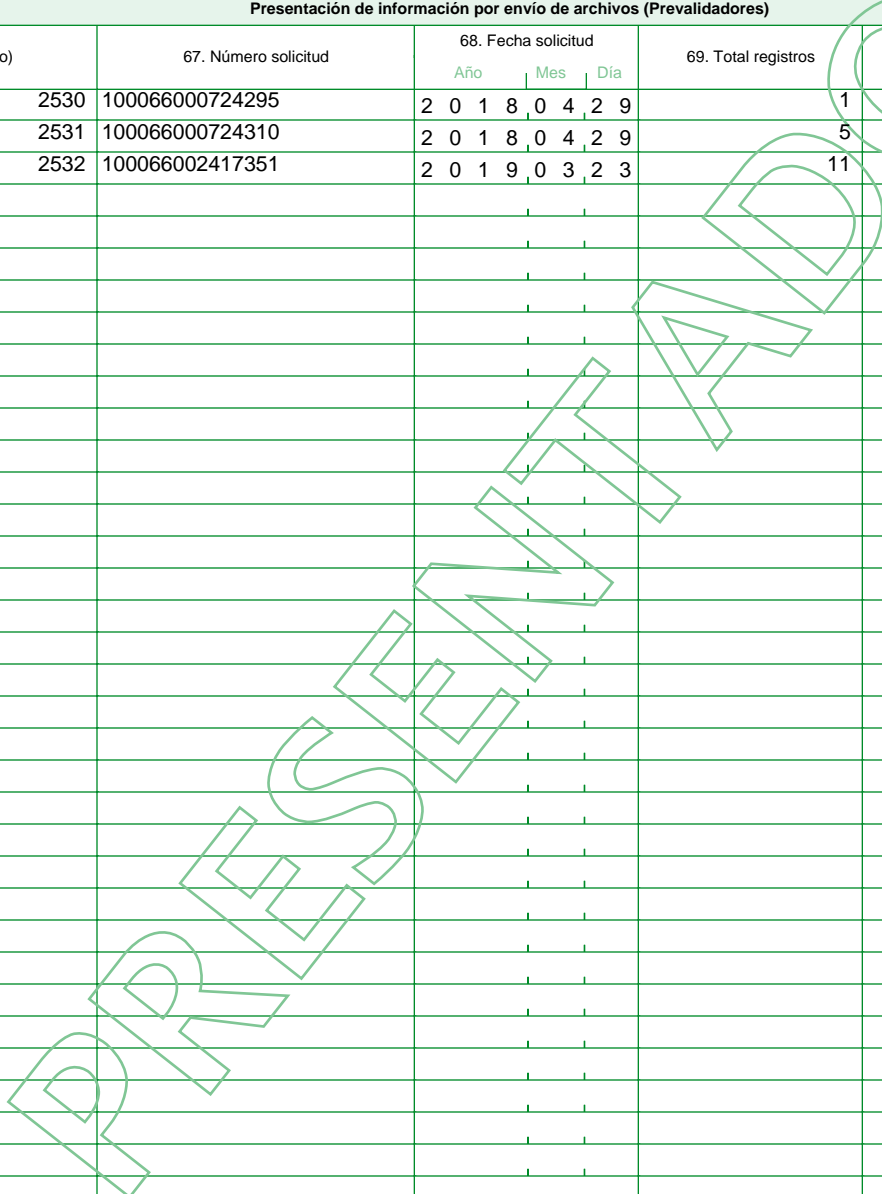 Presentación de información por envío de archivos (Prevalidadores)
o) 67. Número solicitud 68. Fecha solicitud 69. Total registros
Año Mes Día
2530 100066000724295 2 0 1 8 0 4 2 9 1
2531 100066000724310 2 0 1 8 0 4 2 9 5
2532 100066002417351 2 0 1 9 0 3 2 3 11
PRESENTADO